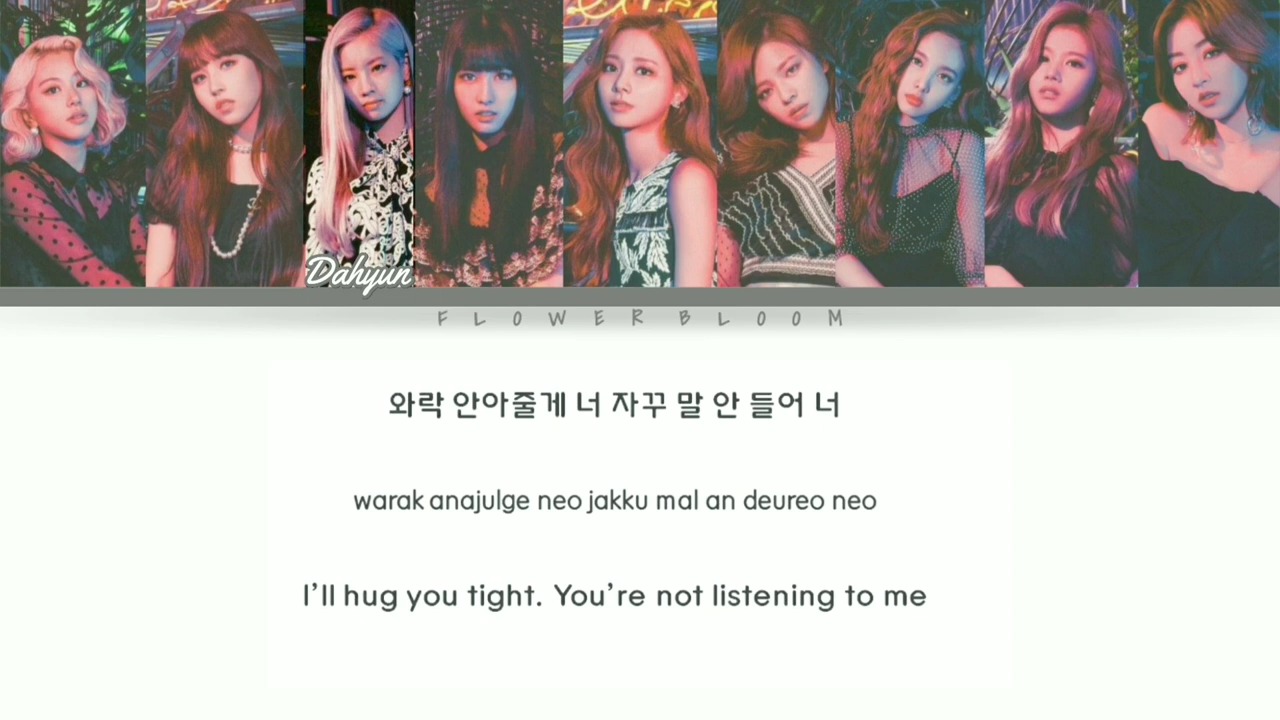 Dahyun
FLOWERBLOOM
와락 안아줄게 너 자꾸 말 안 들어 너
warak anajulge neo jakku mal an deureo neo
I'll hug you tight. You're not listening to me